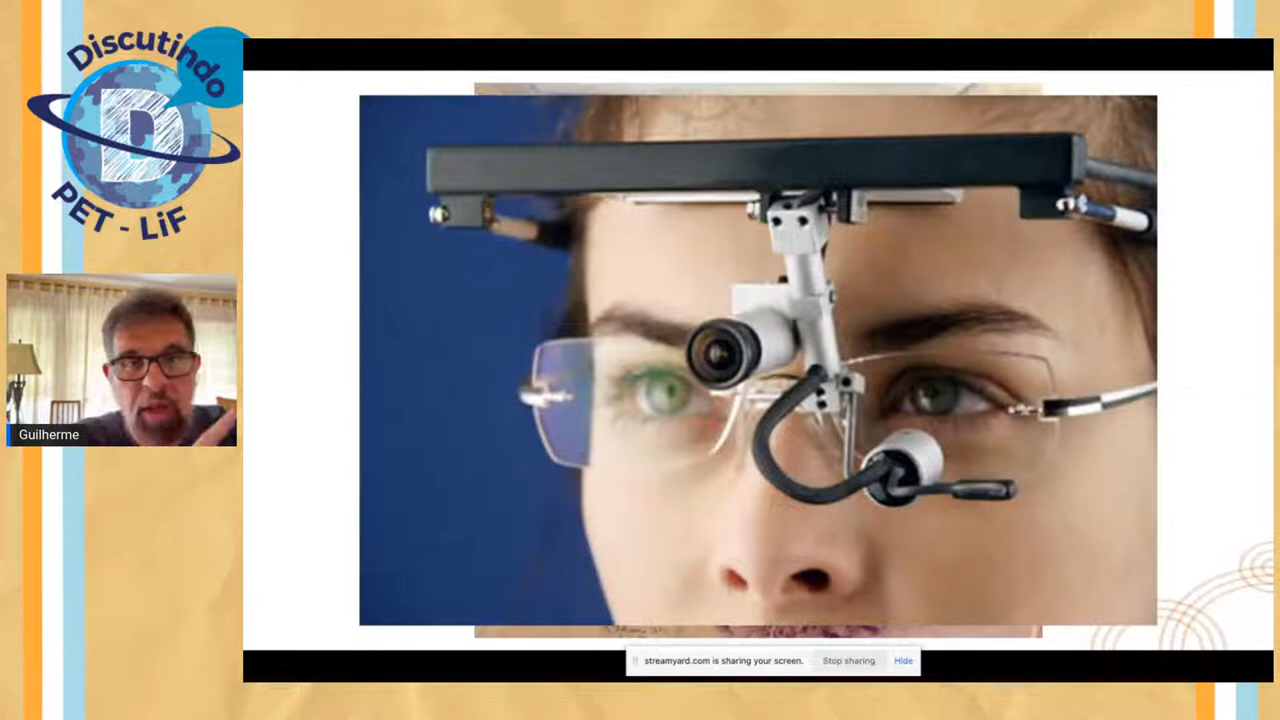 Discutindo
D
PET - LiF
Guilherme
streamyard.com is sharing your screen. Stop sharing Hide